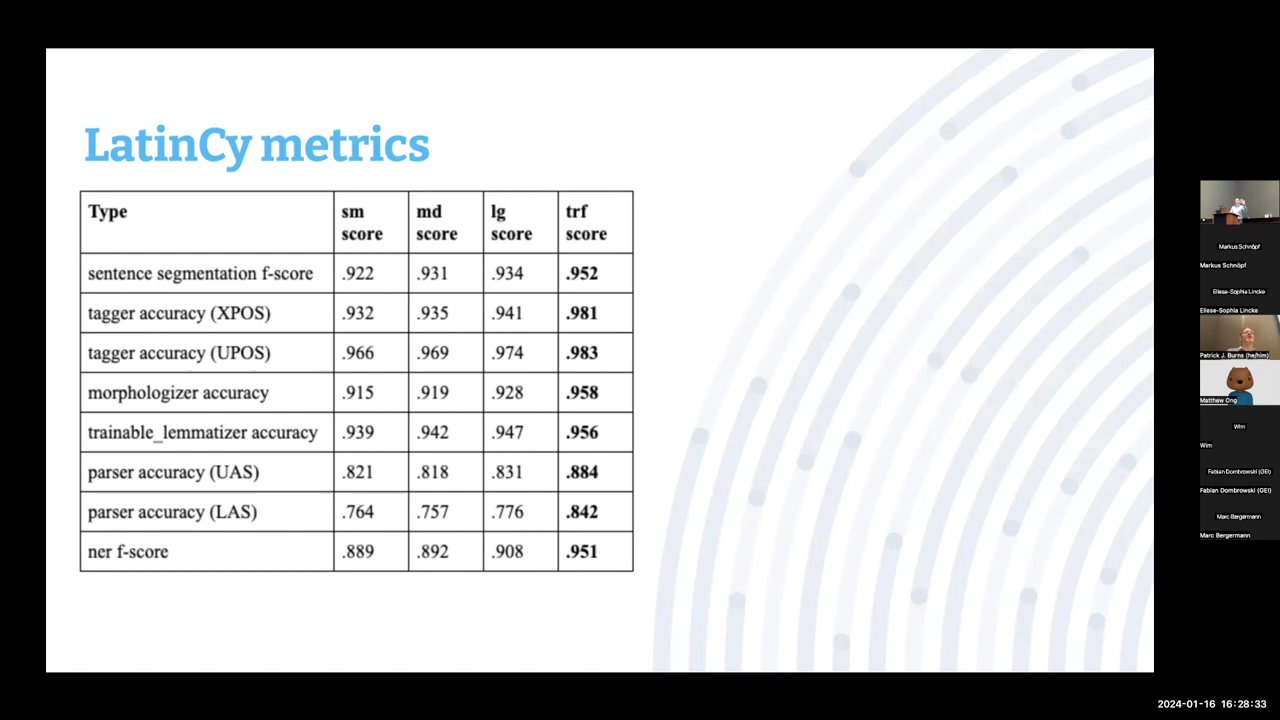 LatinCy metrics
Type sm score md score lg score trf score
sentence segmentation f-score .922 .931 .934 .952
tagger accuracy (XPOS) .932 .935 .941 .981
tagger accuracy (UPOS) .966 .969 .974 .983
morphologizer accuracy .915 .919 .928 .958
trainable_lemmatizer accuracy .939 .942 .947 .956
parser accuracy (UAS) .821 .818 .831 .884
parser accuracy (LAS) .764 .757 .776 .842
ner f-score .889 .892 .908 .951
Markus Schnöpf
Markus Schnöpf
Eliese-Sophia Lincke
Eliese-Sophia Lincke
Patrick J. Burns (he/him)
Matthew Ong
Wim
Wim
Fabian Dombrowski (GEI)
Fabian Dombrowski (GEI)
Marc Bergermann
Marc Bergermann
2024-01-16 16:28:33